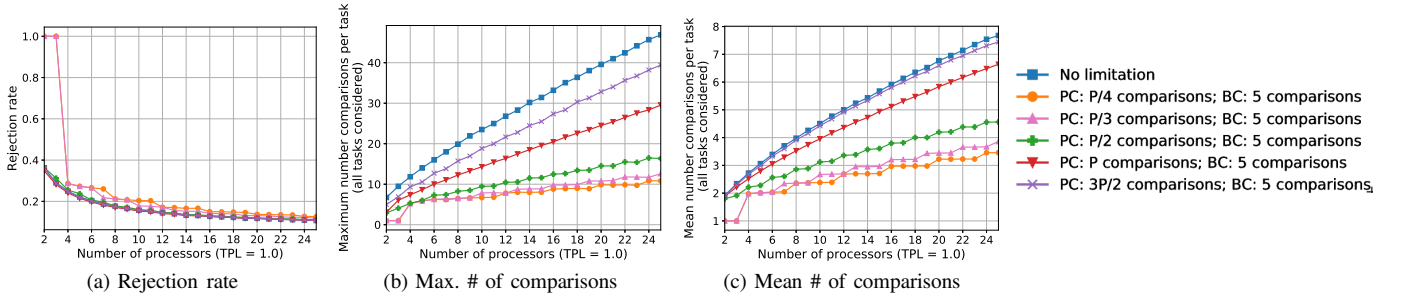 1.0
0.8
0.6
0.4
0.2
Rejection rate
2 4 6 8 10 12 14 16 18 20 22 24
Number of processors (TPL = 1.0)
(a) Rejection rate
40
30
20
10
0
Maximum number comparisons per task
(all tasks considered)
2 4 6 8 10 12 14 16 18 20 22 24
Number of processors (TPL = 1.0)
(b) Max. # of comparisons
8
7
6
5
4
3
2
1
Mean number comparisons per task
(all tasks considered)
2 4 6 8 10 12 14 16 18 20 22 24
Number of processors (TPL = 1.0)
(c) Mean # of comparisons
No limitation
PC: P/4 comparisons; BC: 5 comparisons
PC: P/3 comparisons; BC: 5 comparisons
PC: P/2 comparisons; BC: 5 comparisons
PC: P comparisons; BC: 5 comparisons
PC: 3P/2 comparisons; BC: 5 comparisons